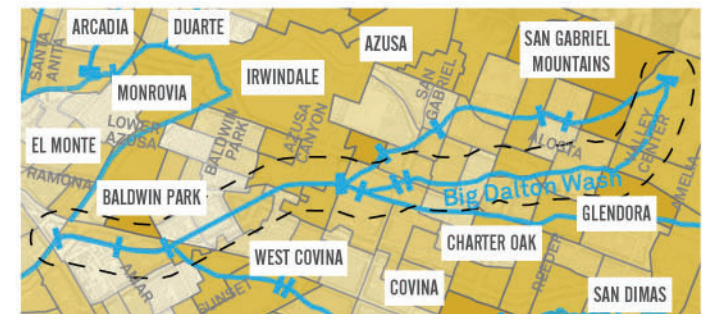 ARCADIA
DUARTE
AZUSA
SAN GABRIEL
MOUNTAINS
SANTA
ANITA
IRWINDALE
MONROVIA
SAN
GABRIEL
LOWER
AZUSA
EL MONTE
BALDWIN
PARK
AZUSA
CANYON
ALOSTA
VALLEY
CENTER
RAMONA
BALDWIN PARK
Big Dalton Wash
AMELIA
GLENDORA
CHARTER OAK
WEST COVINA
AMAR
SUNSET
COVINA
REEDER
SAN DIMAS